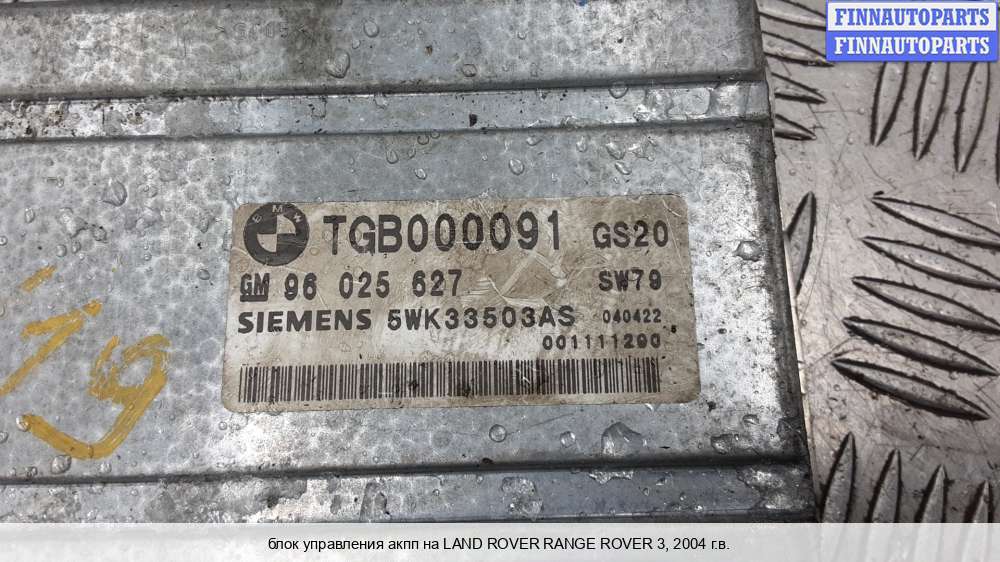 FINNAUTOPARTS
FINNAUTOPARTS
BMW TGB000091 GS20
GM 96 025 627 SW79
SIEMENS 5WK33503AS 040422
001111290
блок управления акпп на LAND ROVER RANGE ROVER 3, 2004 г.в.